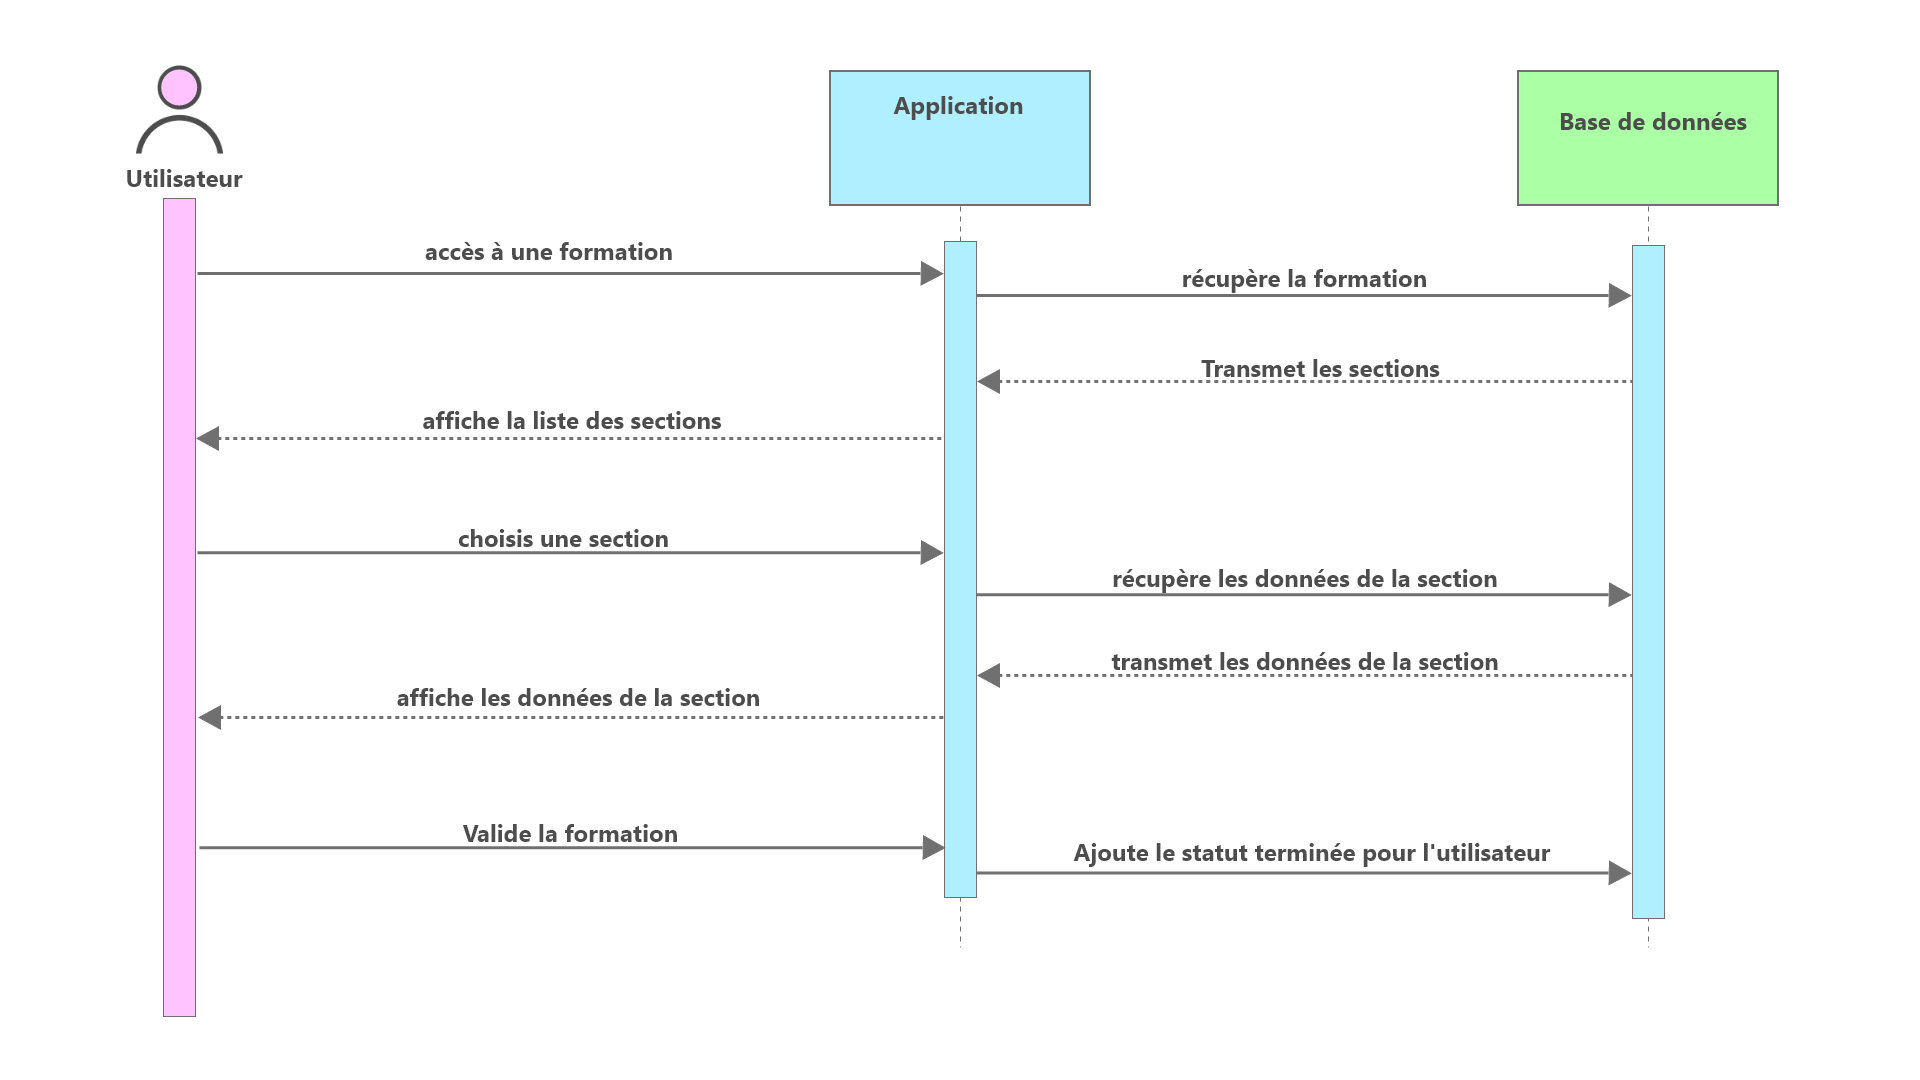 Application
Base de données
Utilisateur
accès à une formation
récupère la formation
Transmet les sections
affiche la liste des sections
choisis une section
récupère les données de la section
transmet les données de la section
affiche les données de la section
Valide la formation
Ajoute le statut terminée pour l'utilisateur